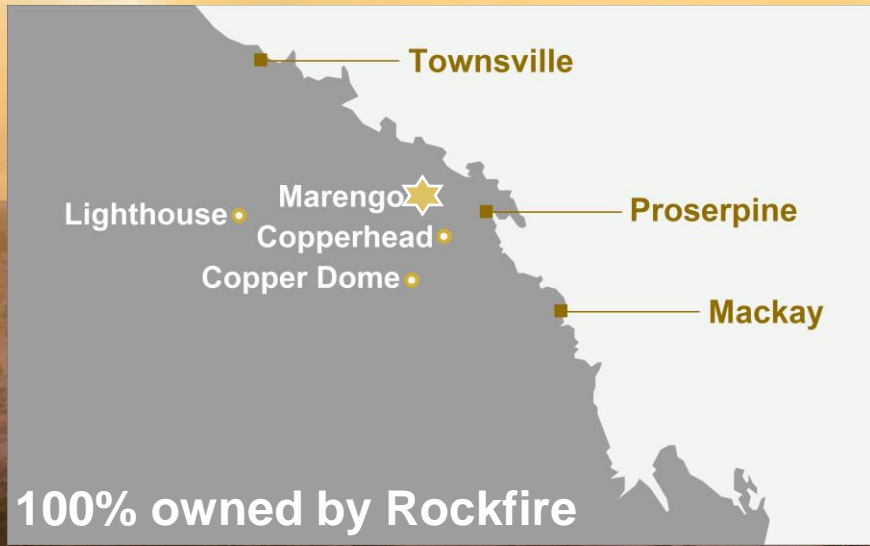 Townsville
Marengo
Lighthouse
Proserpine
Copperhead
Copper Dome
Mackay
100% owned by Rockfire